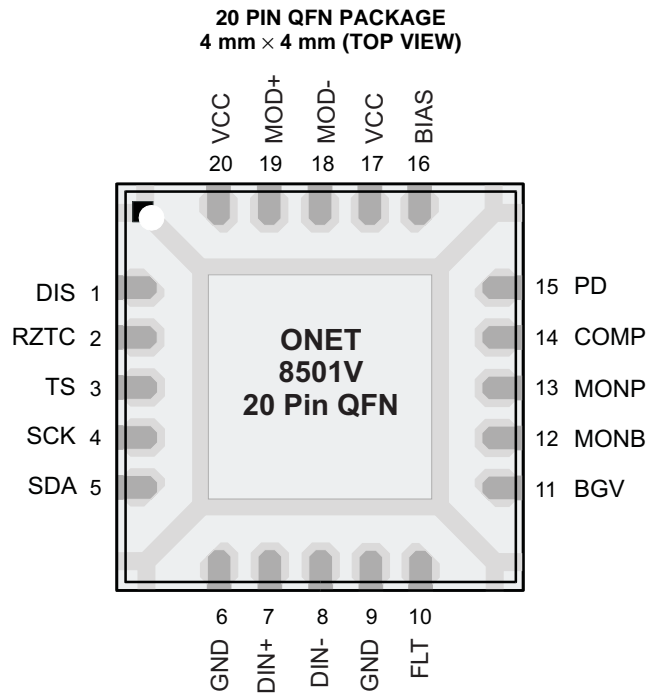 20 PIN QFN PACKAGE
4 mm × 4 mm (TOP VIEW)
VCC
MOD+
MOD-
VCC
BIAS
20
19
18
17
16
DIS 1
RZTC 2
TS 3
SCK 4
SDA 5
ONET
8501V
20 Pin QFN
15 PD
14 COMP
13 MONP
12 MONB
11 BGV
6
7
8
9
10
GND
DIN+
DIN-
GND
FLT